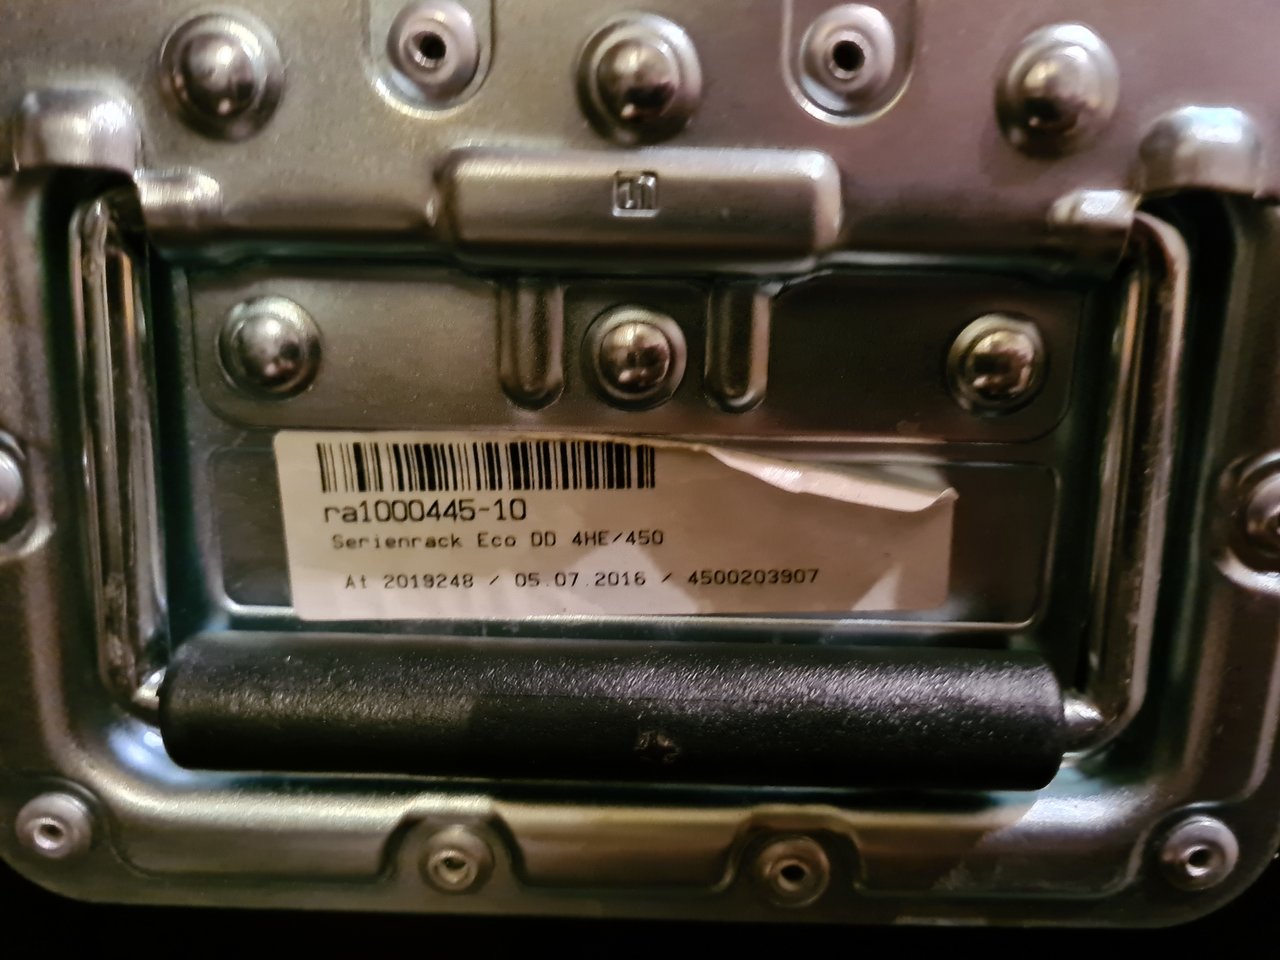 ra1000445-10
Serienrack Eco DD 4HE/450
At 2019248 / 05.07.2016 / 4500203907